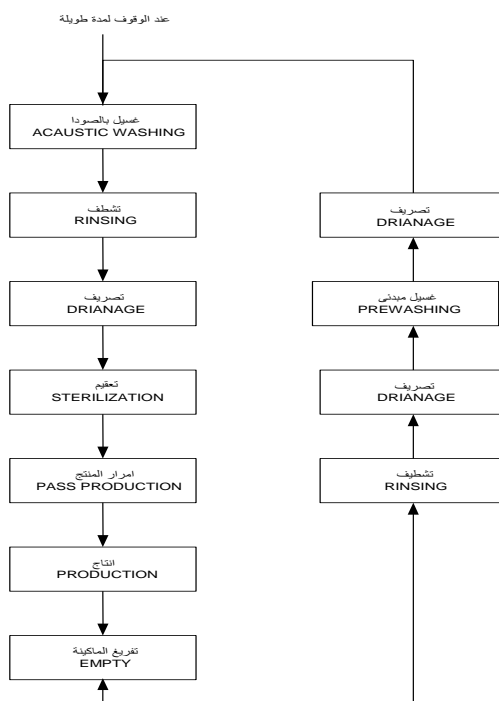 عند الوقوف لمدة طويلة
غسيل بالصودا
ACAUSTIC WASHING
تشطف
RINSING
تصريف
DRIANAGE
تعقيم
STERILIZATION
امرار المنتج
PASS PRODUCTION
انتاج
PRODUCTION
تفريغ الماكينة
EMPTY
تصريف
DRIANAGE
غسيل مبدئى
PREWASHING
تصريف
DRIANAGE
تشطيف
RINSING